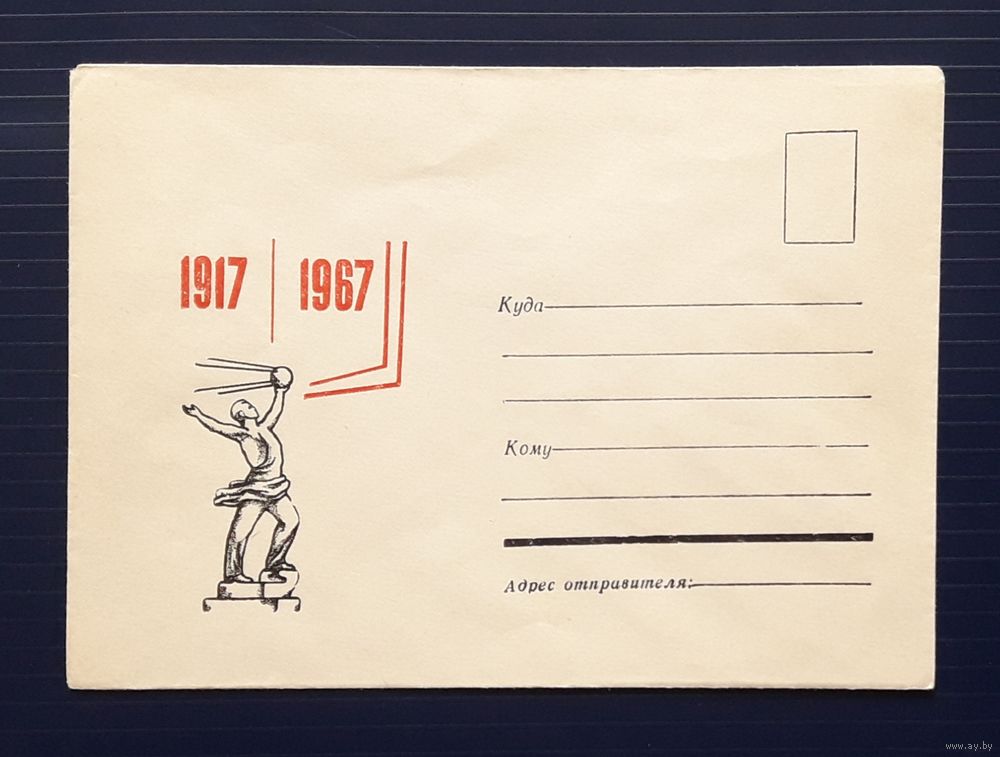 1917 1967
Куда
Кому
Адрес отправителя:
www.ay.by